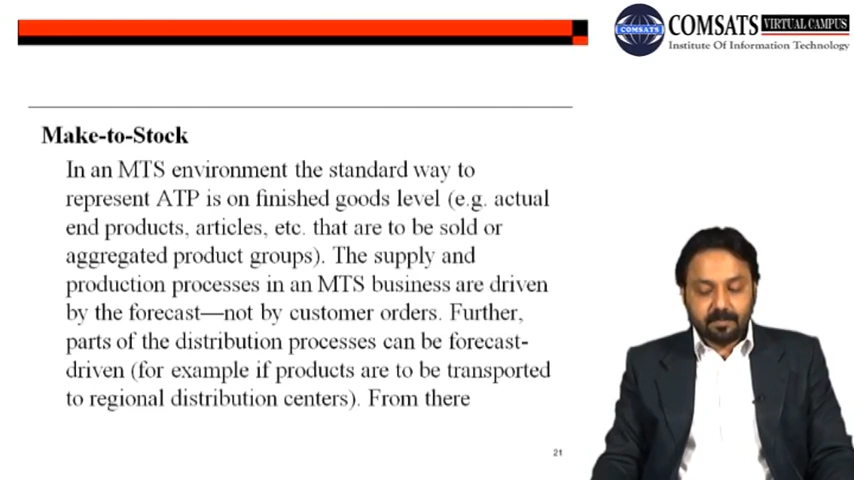 COMSATS
COMSATS VIRTUAL CAMPUS
Institute Of Information Technology
Make-to-Stock
In an MTS environment the standard way to
represent ATP is on finished goods level (e.g. actual
end products, articles, etc. that are to be sold or
aggregated product groups). The supply and
production processes in an MTS business are driven
by the forecast—not by customer orders. Further,
parts of the distribution processes can be forecast-
driven (for example if products are to be transported
to regional distribution centers). From there
21